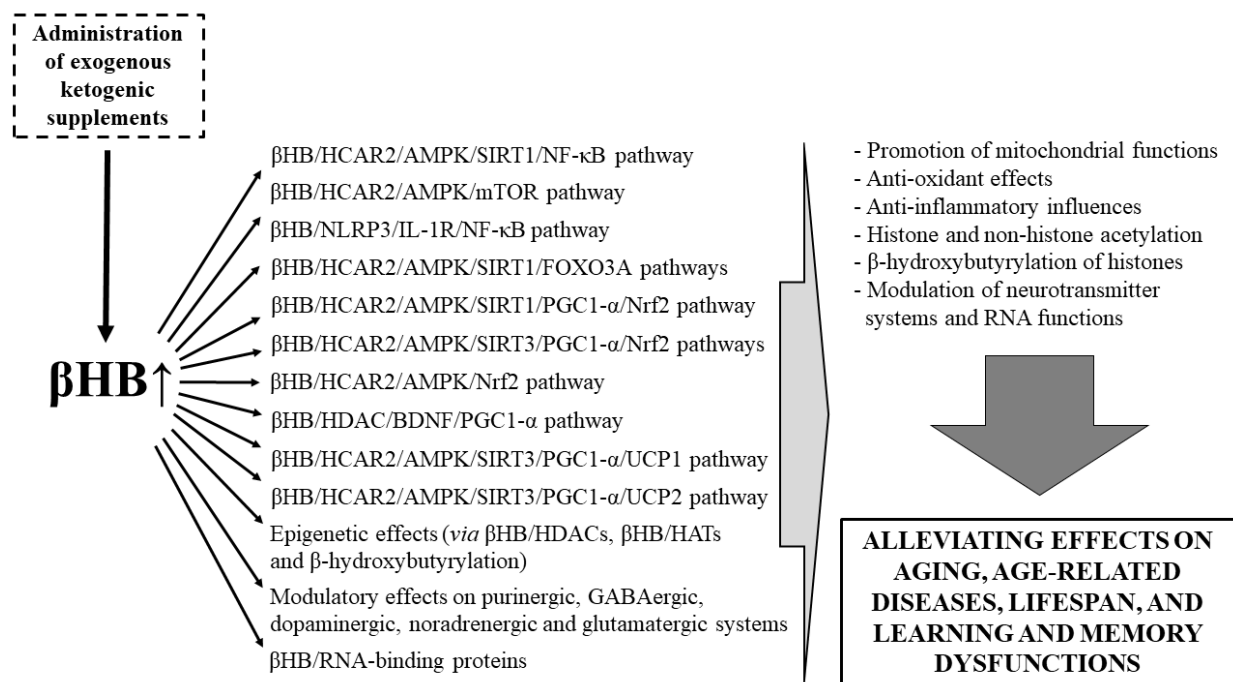 Administration
of exogenous
ketogenic
supplements
βHB↑
βHB/HCAR2/AMPK/SIRT1/NF-κB pathway
βHB/HCAR2/AMPK/mTOR pathway
βHB/NLRP3/IL-1R/NF-κB pathway
βHB/HCAR2/AMPK/SIRT1/FOXO3A pathways
βHB/HCAR2/AMPK/SIRT1/PGC1-α/Nrf2 pathway
βHB/HCAR2/AMPK/SIRT3/PGC1-α/Nrf2 pathways
βHB/HCAR2/AMPK/Nrf2 pathway
βHB/HDAC/BDNF/PGC1-α pathway
βHB/HCAR2/AMPK/SIRT3/PGC1-α/UCP1 pathway
βHB/HCAR2/AMPK/SIRT3/PGC1-α/UCP2 pathway
Epigenetic effects (via βHB/HDACs, βHB/HATs
and β-hydroxybutyrylation)
Modulatory effects on purinergic, GABAergic,
dopaminergic, noradrenergic and glutamatergic systems
βHB/RNA-binding proteins
- Promotion of mitochondrial functions
- Anti-oxidant effects
- Anti-inflammatory influences
- Histone and non-histone acetylation
- β-hydroxybutyrylation of histones
- Modulation of neurotransmitter
systems and RNA functions
ALLEVIATING EFFECTS ON
AGING, AGE-RELATED
DISEASES, LIFESPAN, AND
LEARNING AND MEMORY
DYSFUNCTIONS